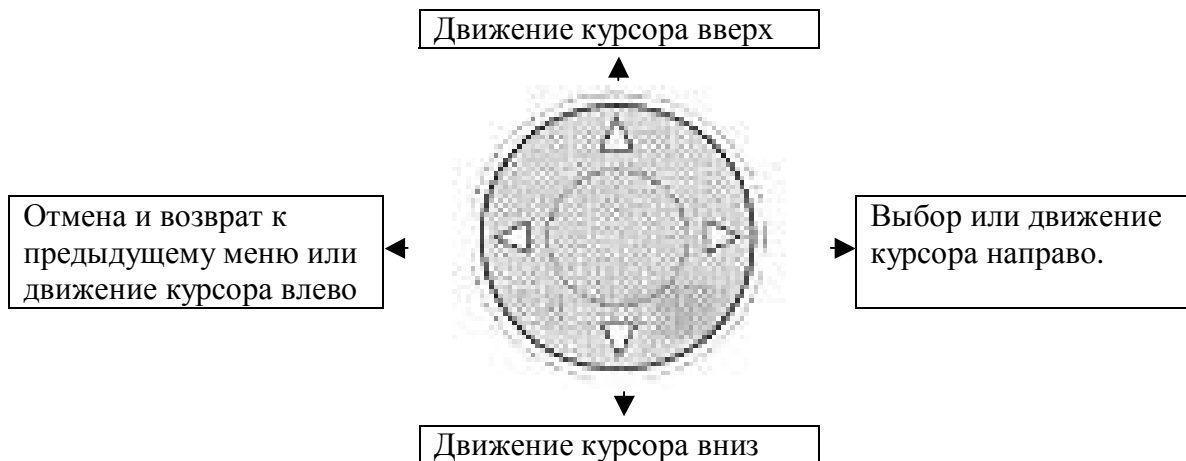 Движение курсора вверх
Отмена и возврат к
предыдущему меню или
движение курсора влево
Выбор или движение
курсора направо.
Движение курсора вниз